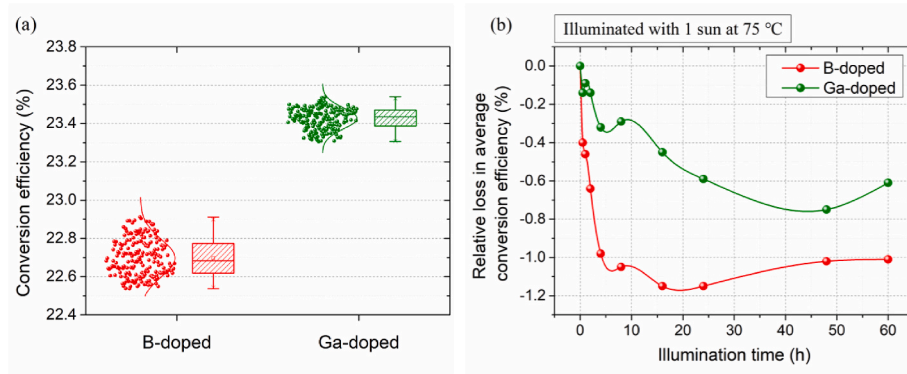 (a)
Conversion efficiency (%)
23.8
23.6
23.4
23.2
23.0
22.8
22.6
22.4
B-doped
Ga-doped
(b)
Illuminated with 1 sun at 75 °C
B-doped
Ga-doped
Relative loss in average
conversion efficiency (%)
0.0
-0.2
-0.4
-0.6
-0.8
-1.0
-1.2
0
10
20
30
40
50
60
Illumination time (h)